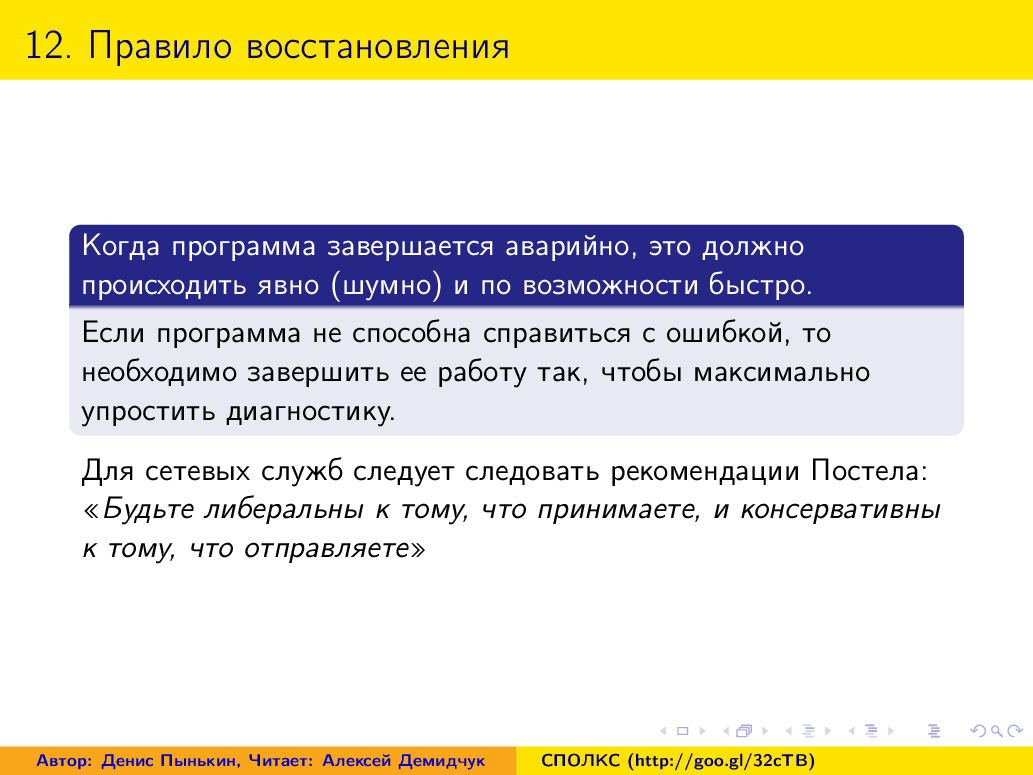 12. Правило восстановления
Когда программа завершается аварийно, это должно
происходить явно (шумно) и по возможности быстро.
Если программа не способна справиться с ошибкой, то
необходимо завершить ее работу так, чтобы максимально
упростить диагностику.
Для сетевых служб следует следовать рекомендации Постела:
«Будьте либеральны к тому, что принимаете, и консервативны
к тому, что отправляете»
Автор: Денис Пынькин, Читает: Алексей Демидчук
СПОЛКС (http://goo.gl/32cTB)